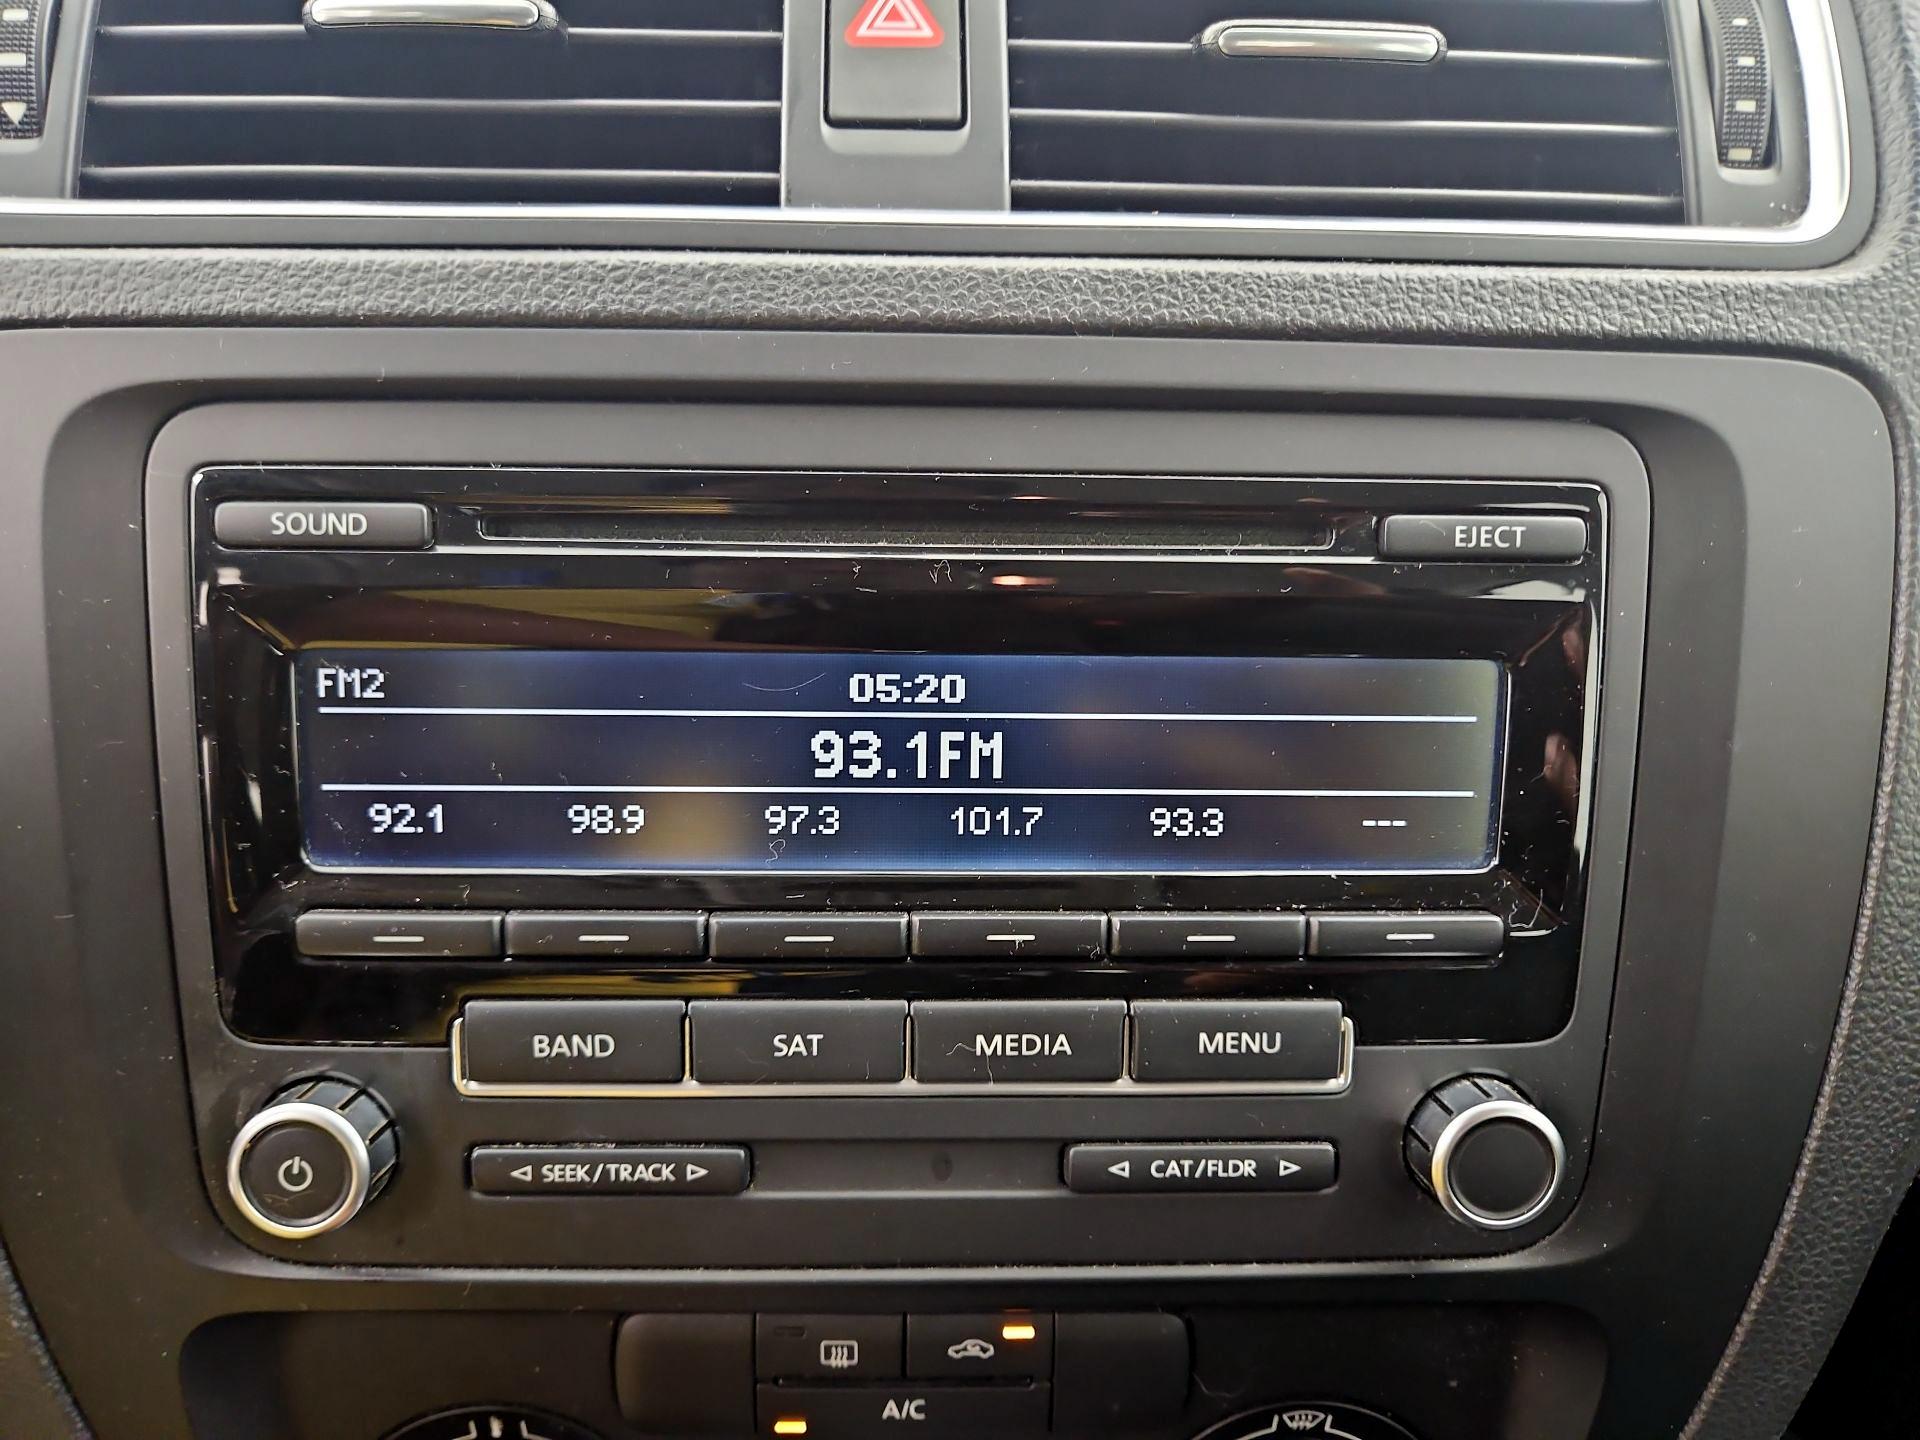 SOUND
EJECT
FM2 05:20
93.1FM
92.1 98.9 97.3 101.7 93.3 ---
BAND SAT MEDIA MENU
SEEK/TRACK CAT/FLDR
A/C